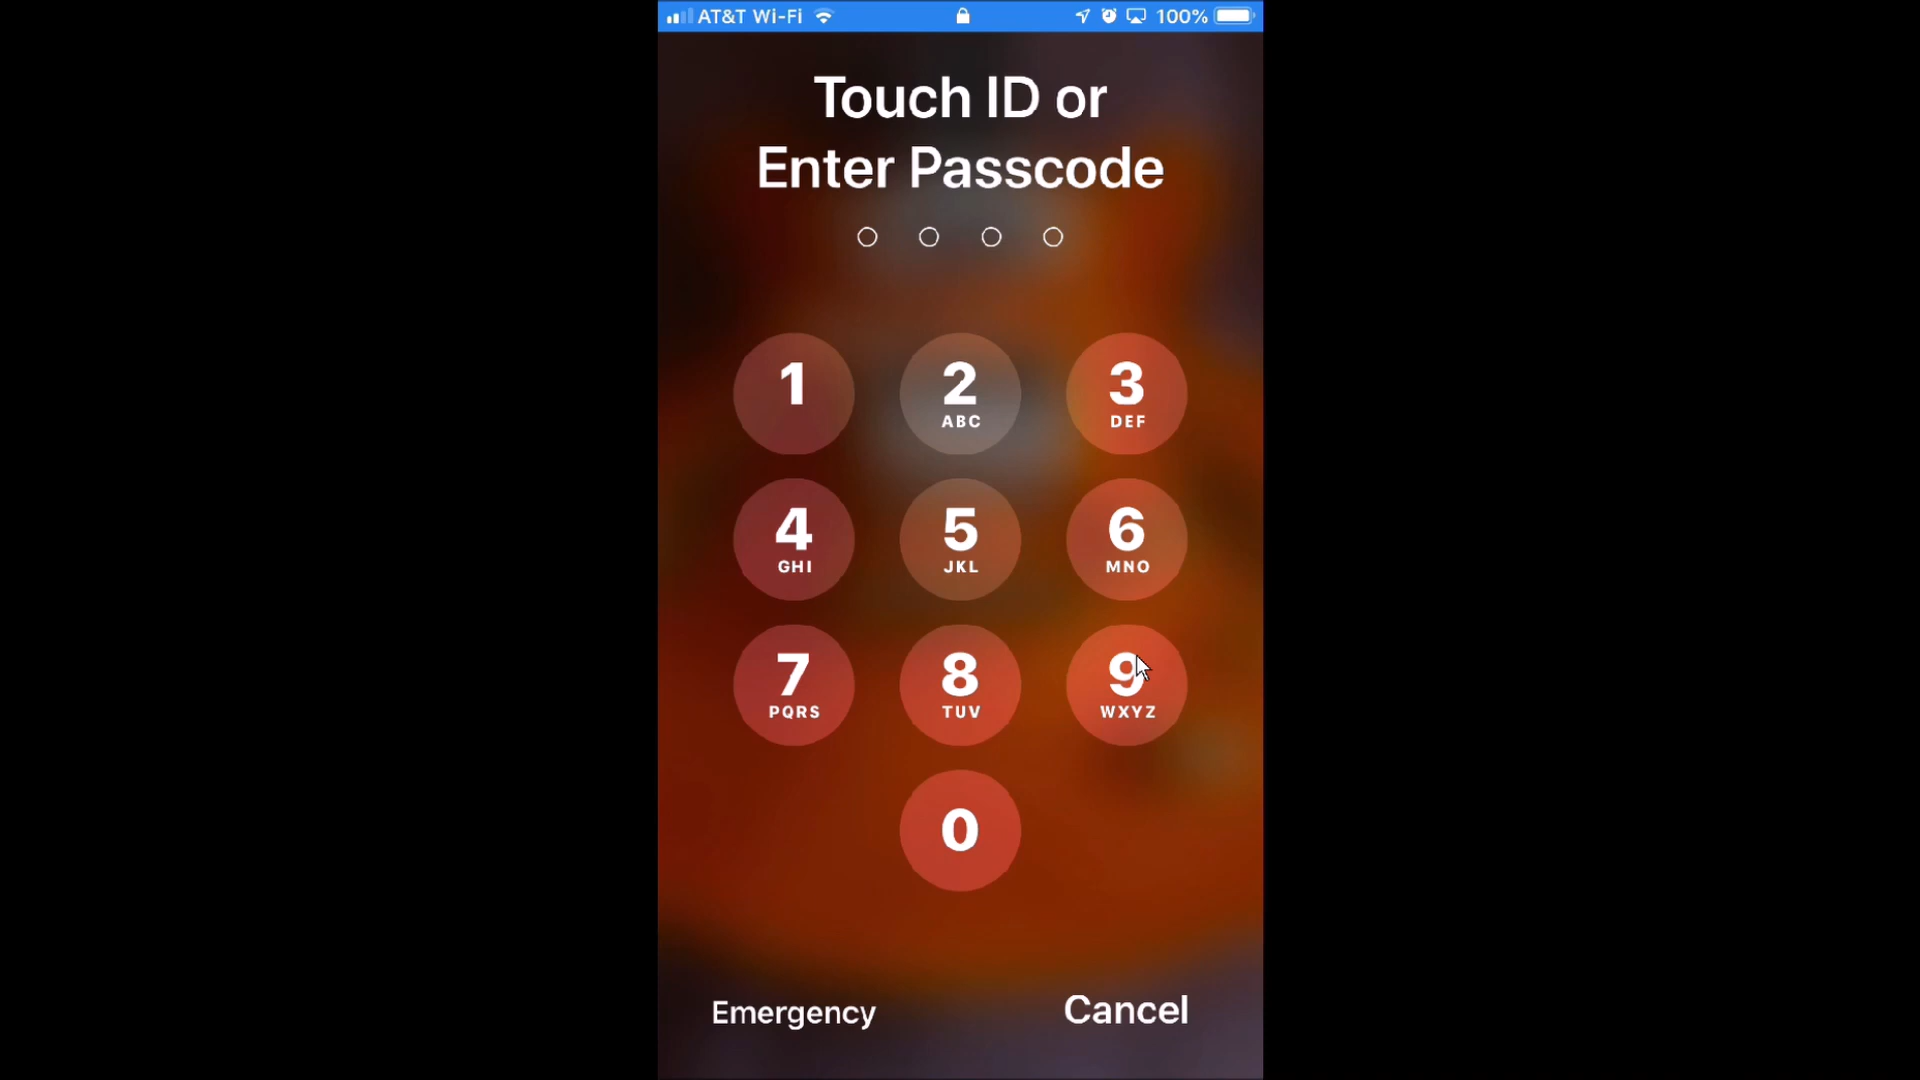 AT&T Wi-Fi 100%
Touch ID or
Enter Passcode
1 2 3
ABC DEF
4 5 6
GHI JKL MNO
7 8 9
PQRS TUV WXYZ
0
Emergency Cancel